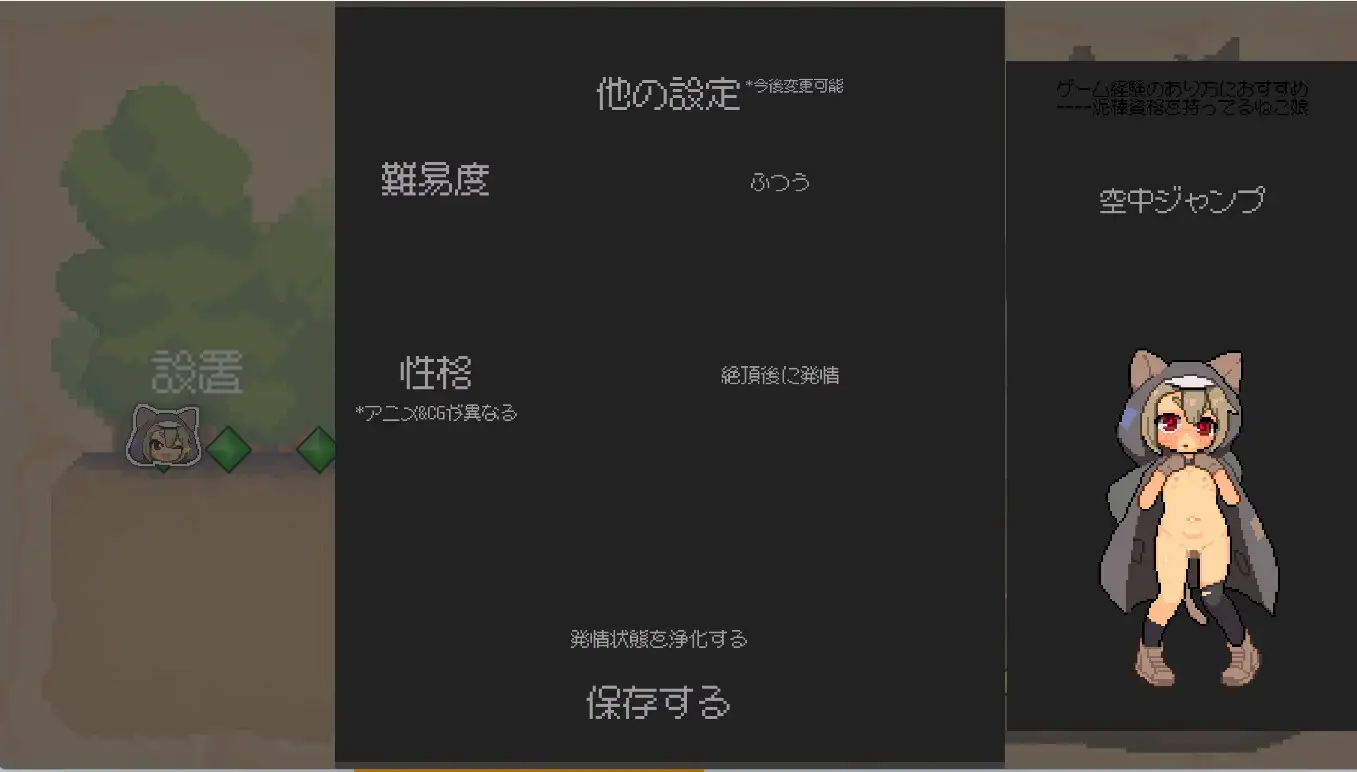 他の設定 *今後変更可能
ゲーム経験のあり方におすすめ
----泥棒資格を持ってるねこ娘
難易度
ふつう
空中ジャンプ
設置
性格
絶頂後に発情
*アニメ&CGが異なる
発情状態を浄化する
保存する